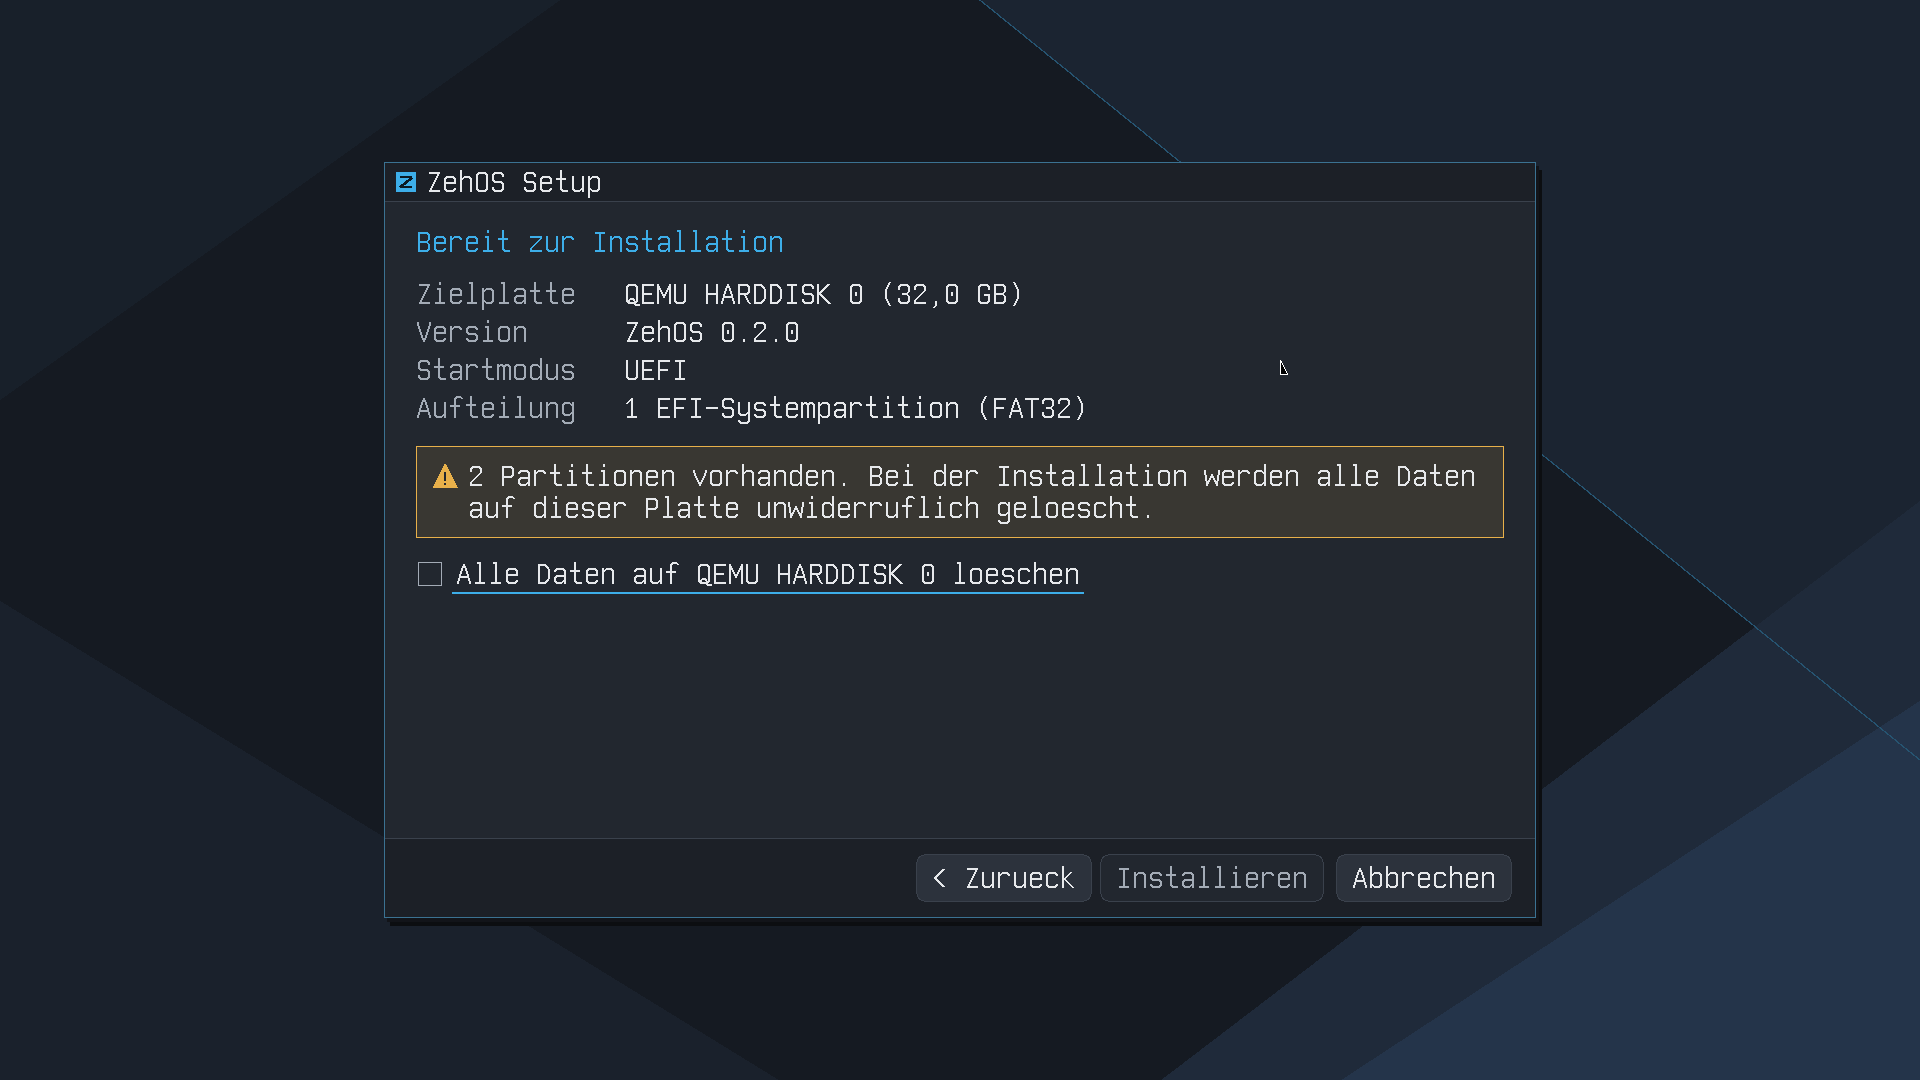 Z ZehOS Setup
Bereit zur Installation
Zielplatte QEMU HARDDISK 0 (32,0 GB)
Version ZehOS 0.2.0
Startmodus UEFI
Aufteilung 1 EFI-Systempartition (FAT32)
2 Partitionen vorhanden. Bei der Installation werden alle Daten
auf dieser Platte unwiderruflich geloescht.
Alle Daten auf QEMU HARDDISK 0 loeschen
< Zurueck Installieren Abbrechen